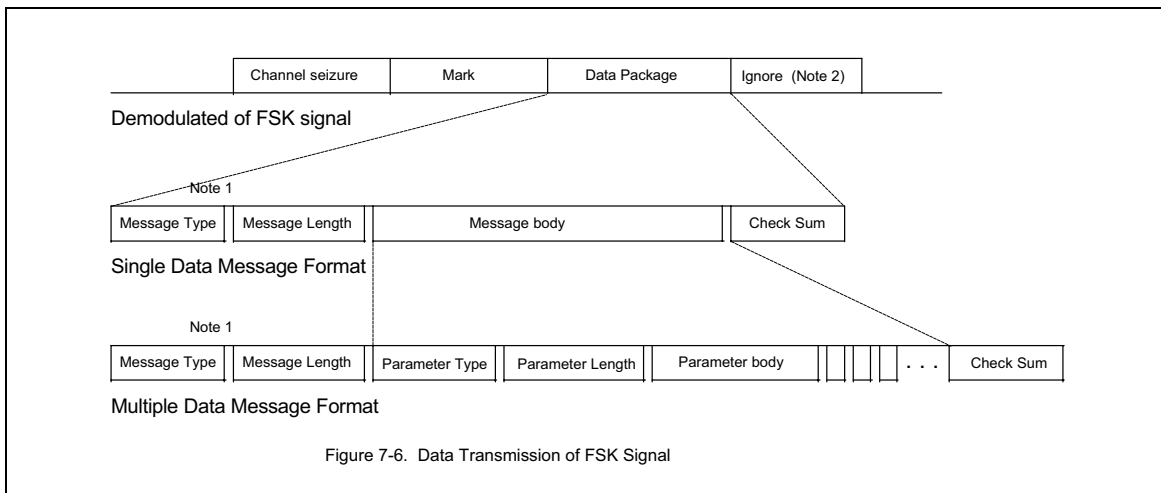 Channel seizure Mark Data Package Ignore (Note 2)
Demodulated of FSK signal
Note 1
Message Type Message Length Message body Check Sum
Single Data Message Format
Note 1
Message Type Message Length Parameter Type Parameter Length Parameter body . . . Check Sum
Multiple Data Message Format
Figure 7-6. Data Transmission of FSK Signal